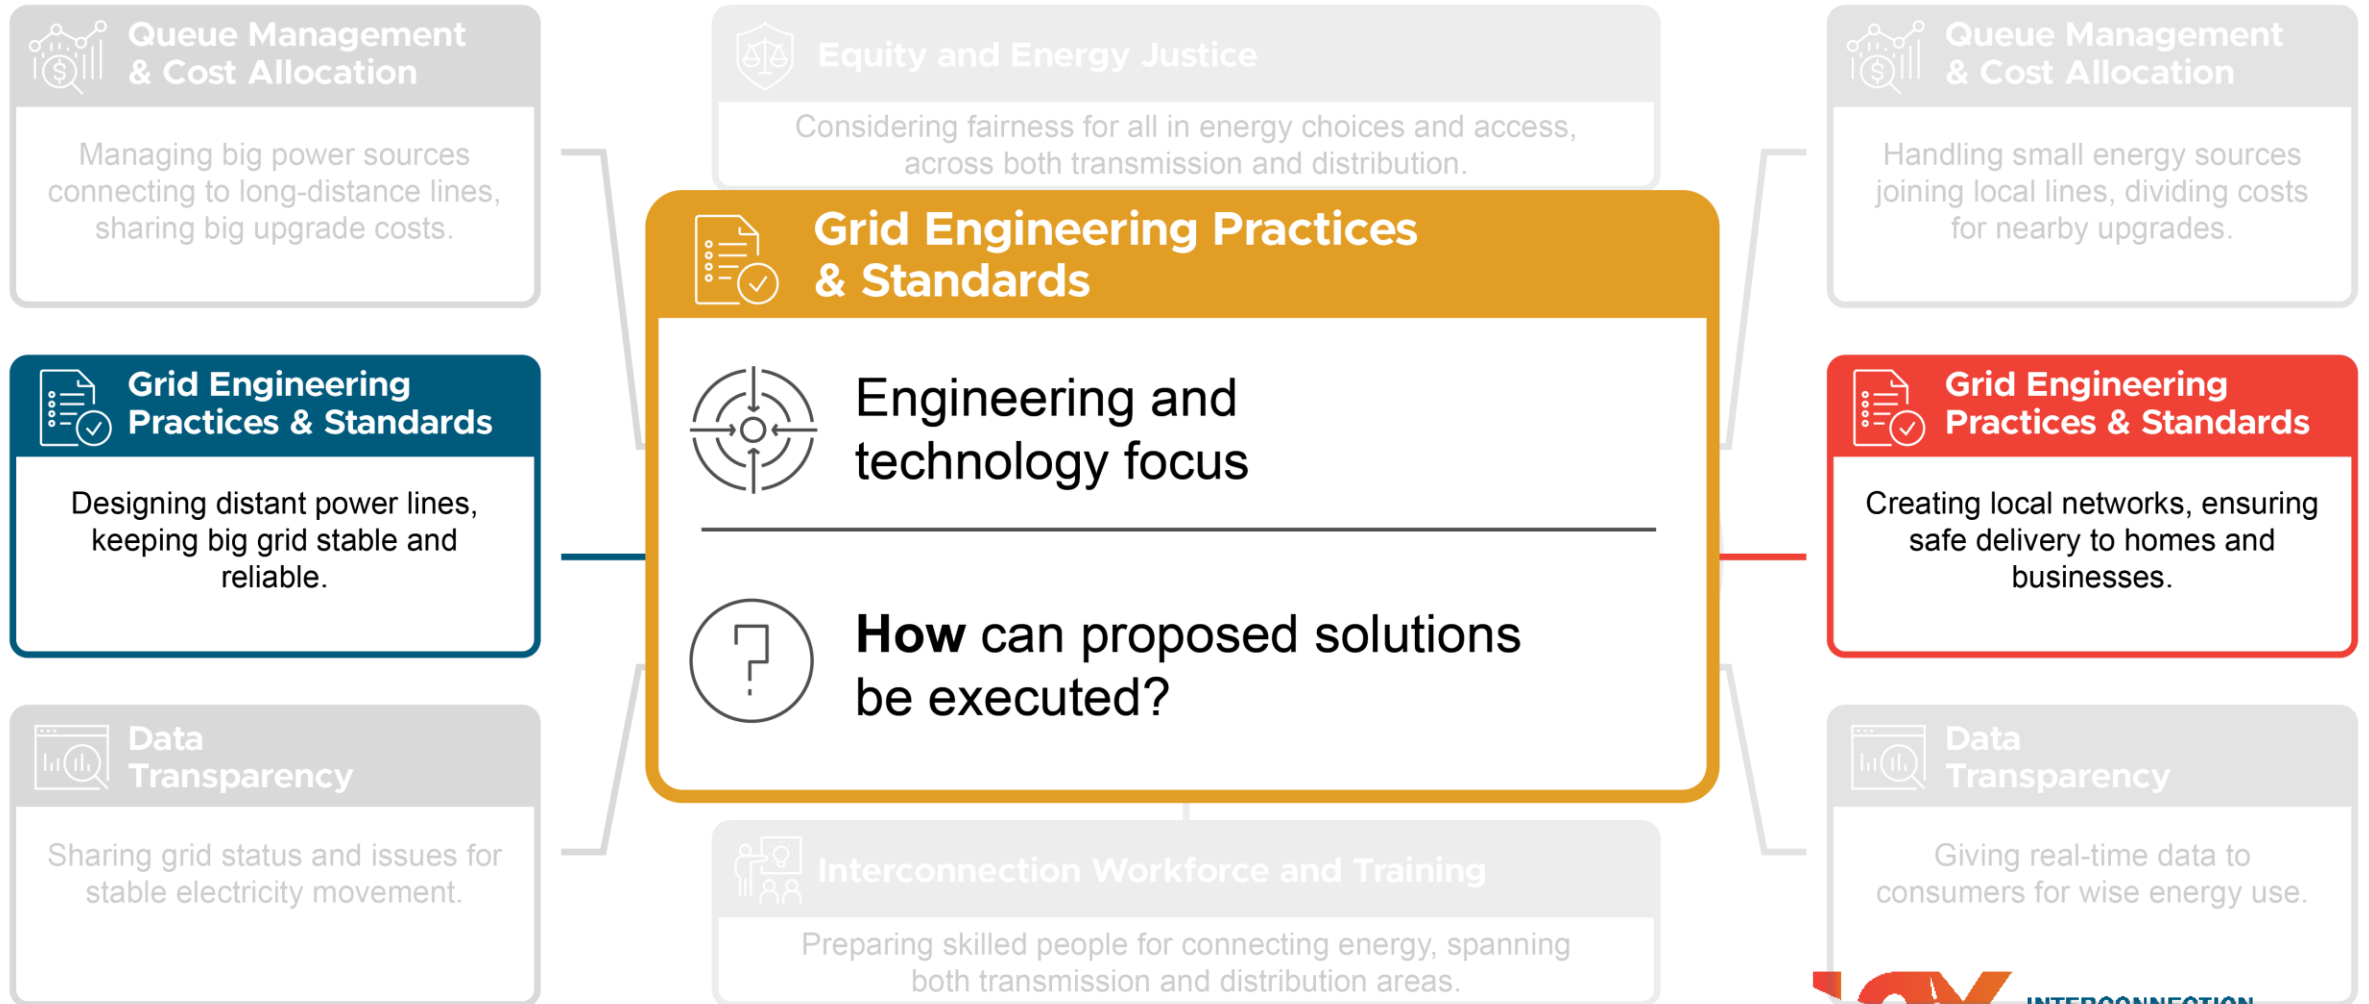 Queue Management
& Cost Allocation
Managing big power sources
connecting to long-distance lines,
sharing big upgrade costs.
Grid Engineering
Practices & Standards
Designing distant power lines,
keeping big grid stable and
reliable.
Data
Transparency
Sharing grid status and issues for
stable electricity movement.
Equity and Energy Justice
Considering fairness for all in energy choices and access,
across both transmission and distribution.
Grid Engineering Practices
& Standards
Engineering and
technology focus
How can proposed solutions
be executed?
Interconnection Workforce and Training
Preparing skilled people for connecting energy, spanning
both transmission and distribution areas.
Queue Management
& Cost Allocation
Handling small energy sources
joining local lines, dividing costs
for nearby upgrades.
Grid Engineering
Practices & Standards
Creating local networks, ensuring
safe delivery to homes and
businesses.
Data
Transparency
Giving real-time data to
consumers for wise energy use.
INTERCONNECTION